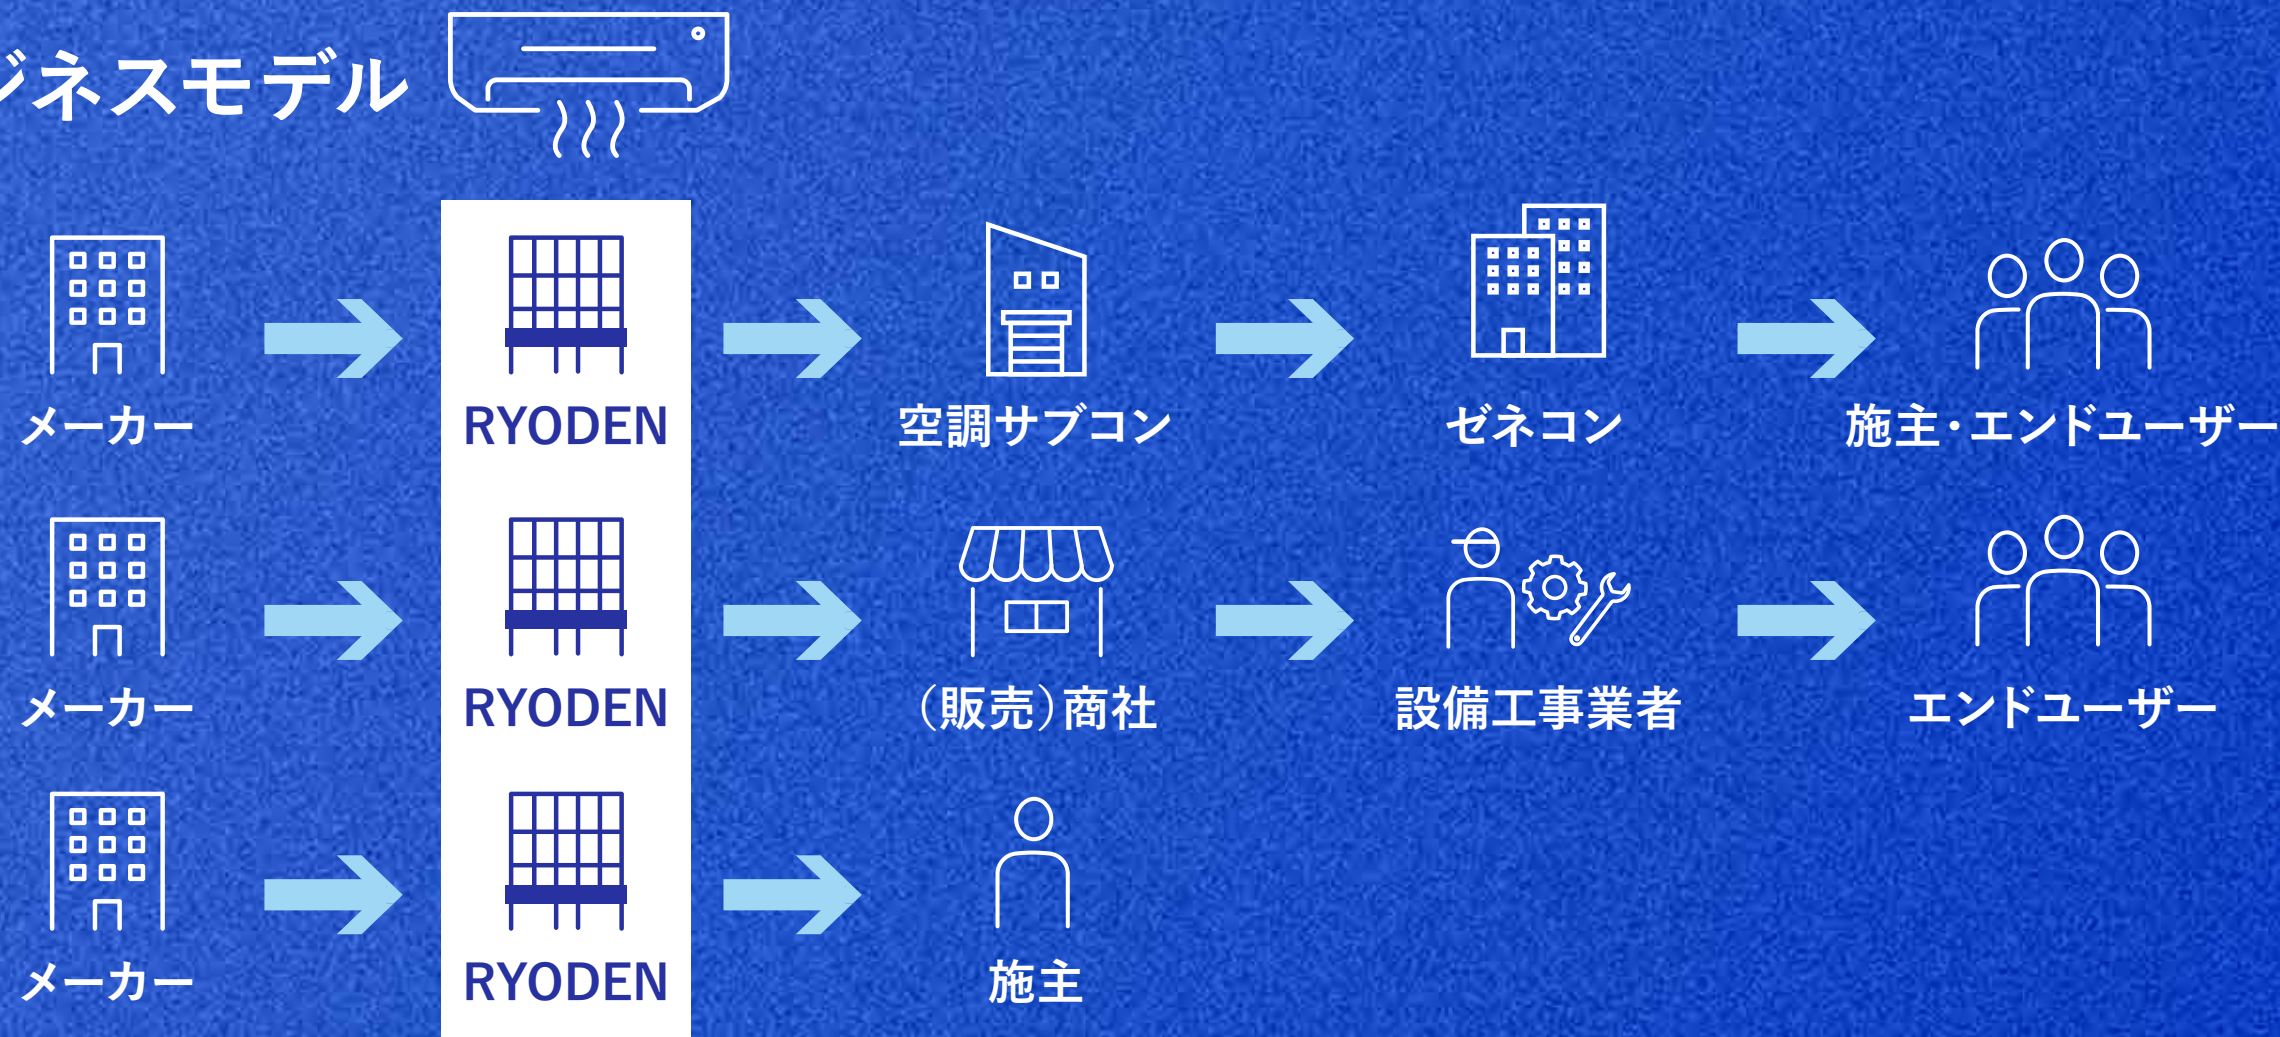 ジネスモデル
メーカー
RYODEN
空調サブコン
ゼネコン
施主・エンドユーザー
メーカー
RYODEN
（販売）商社
設備工事業者
エンドユーザー
メーカー
RYODEN
施主